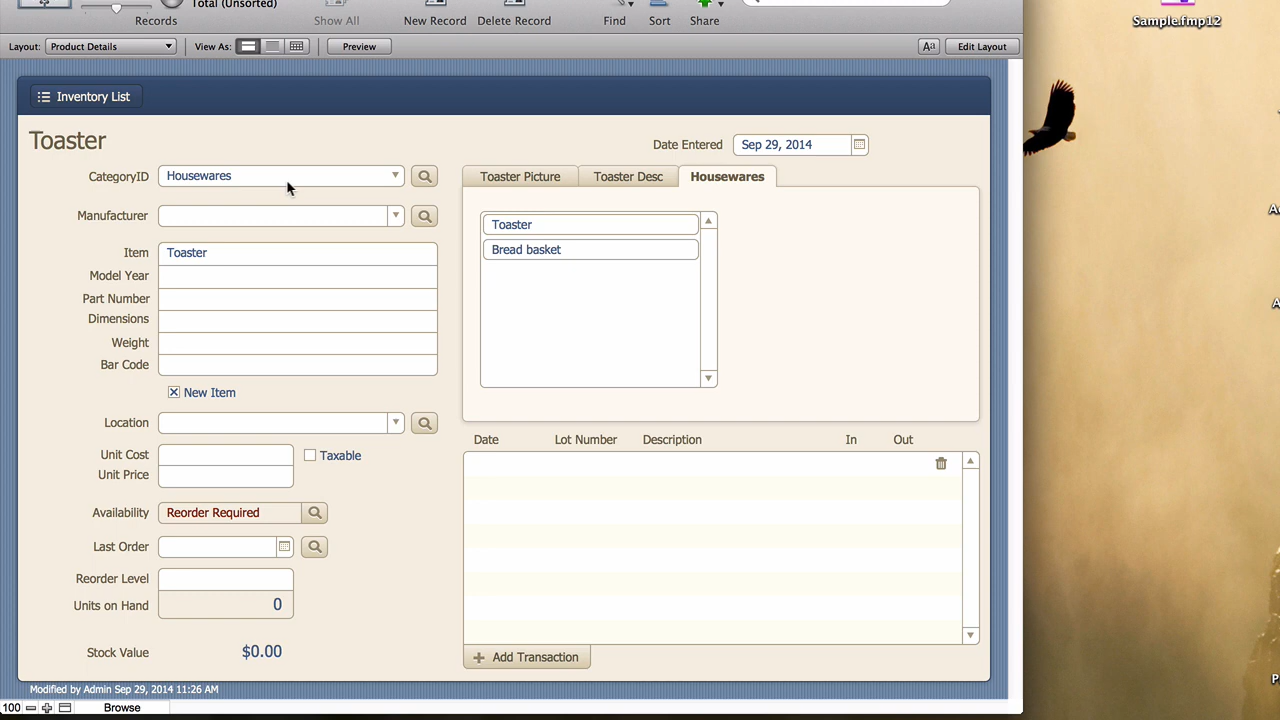 Total (Unsorted)
Records
Show All
New Record
Delete Record
Find
Sort
Share
Sample.fmp12
Layout:
Product Details
View As:
Preview
Aa
Edit Layout
Inventory List
Toaster
Date Entered
Sep 29, 2014
CategoryID
Housewares
Toaster Picture
Toaster Desc
Housewares
Manufacturer
Toaster
Bread basket
Item
Toaster
Model Year
Part Number
Dimensions
Weight
Bar Code
New Item
Location
Date
Lot Number
Description
In
Out
Unit Cost
Taxable
Unit Price
Availability
Reorder Required
Last Order
Reorder Level
Units on Hand
0
Stock Value
$0.00
Add Transaction
Modified by Admin Sep 29, 2014 11:26 AM
100
Browse